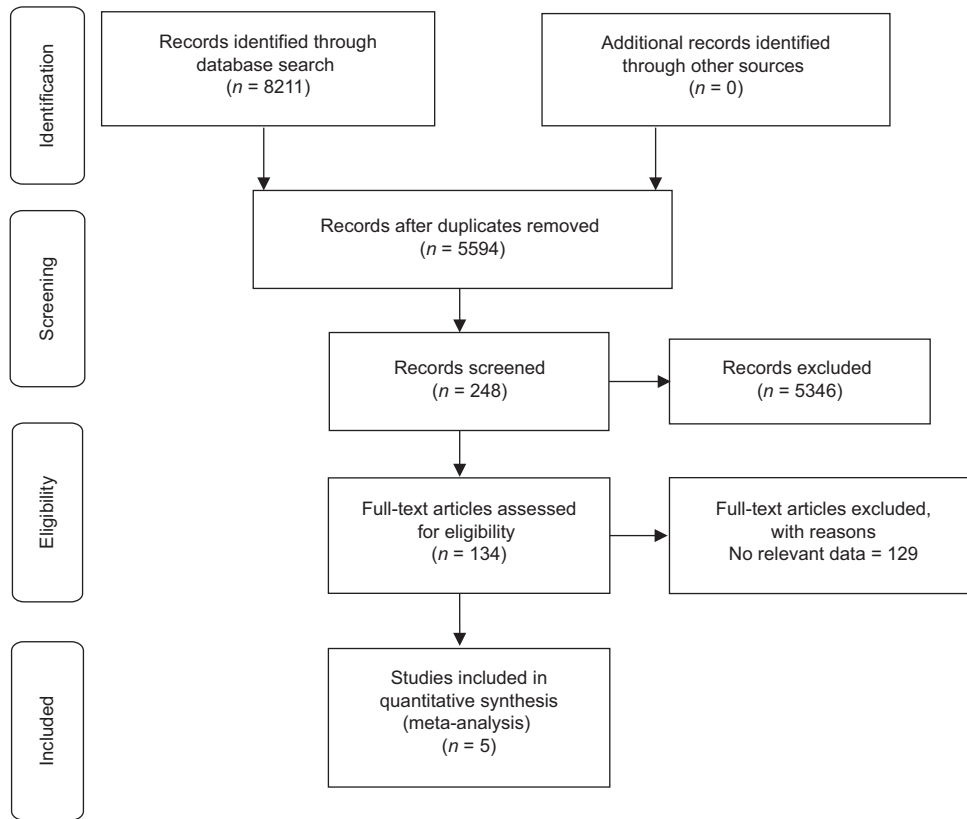 Identification
Records identified through
database search
(n = 8211)
Additional records identified
through other sources
(n = 0)
Screening
Records after duplicates removed
(n = 5594)
Records screened
(n = 248)
Records excluded
(n = 5346)
Eligibility
Full-text articles assessed
for eligibility
(n = 134)
Full-text articles excluded,
with reasons
No relevant data = 129
Included
Studies included in
quantitative synthesis
(meta-analysis)
(n = 5)